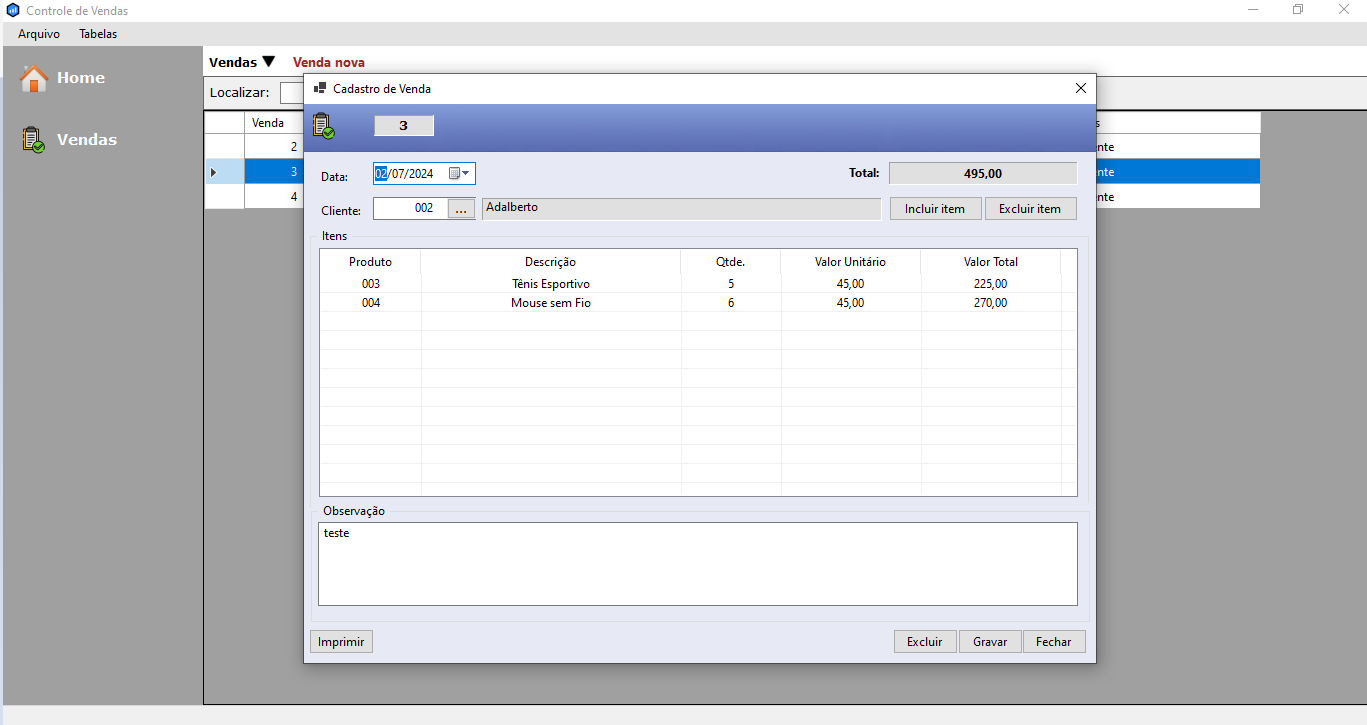 Controle de Vendas
Arquivo Tabelas
Home
Vendas
Vendas ▼ Venda nova
Localizar:
Venda
2
3
4
Cadastro de Venda
3
Data: 02/07/2024 Total: 495,00
Cliente: 002 ... Adalberto Incluir item Excluir item
Itens
Produto Descrição Qtde. Valor Unitário Valor Total
003 Tênis Esportivo 5 45,00 225,00
004 Mouse sem Fio 6 45,00 270,00
Observação
teste
Imprimir Excluir Gravar Fechar
s
nte
nte
nte